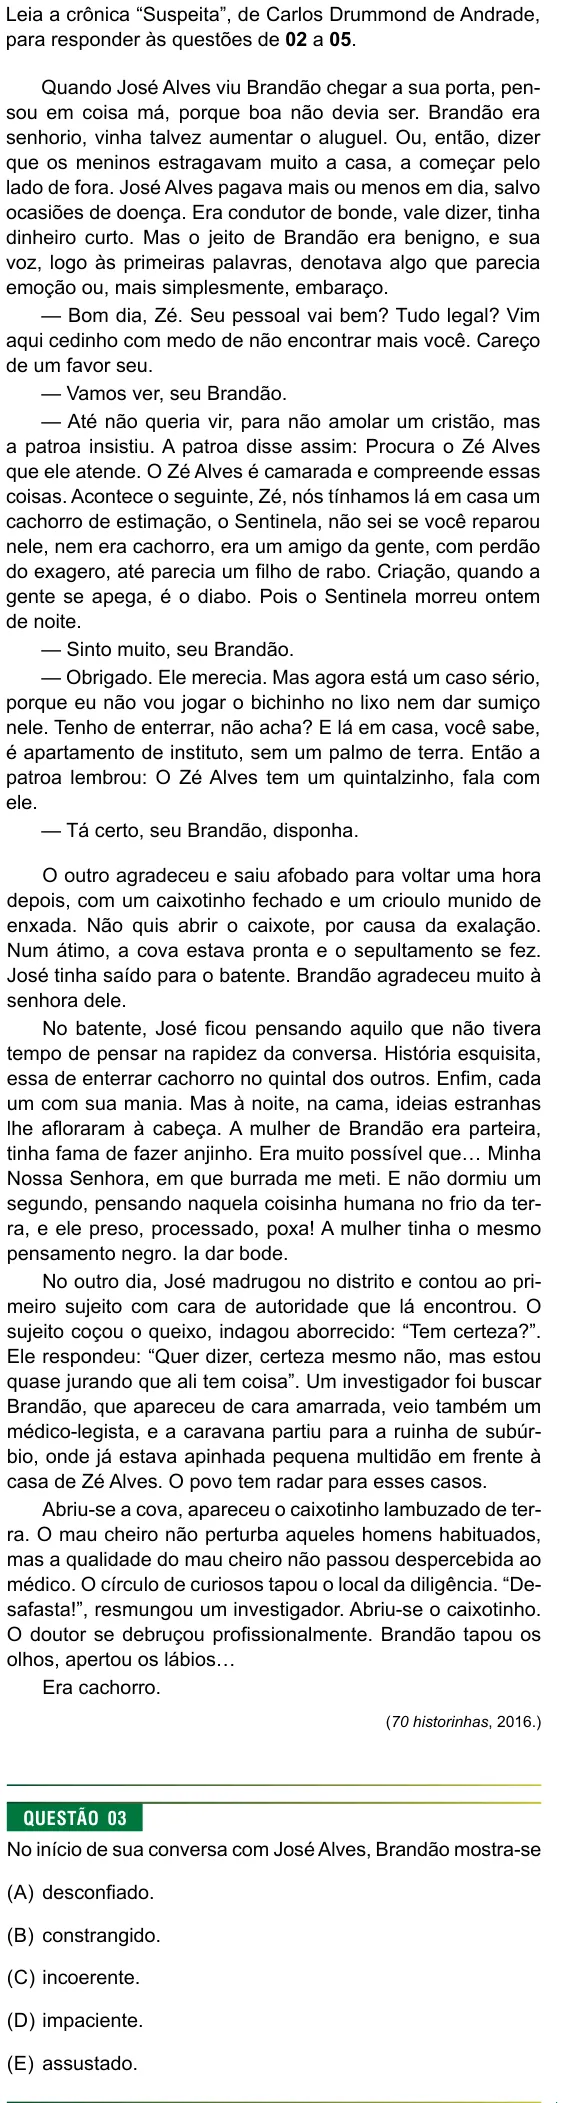 Leia a crônica “Suspeita”, de Carlos Drummond de Andrade,
para responder às questões de 02 a 05.
Quando José Alves viu Brandão chegar a sua porta, pen-
sou em coisa má, porque boa não devia ser. Brandão era
senhorio, vinha talvez aumentar o aluguel. Ou, então, dizer
que os meninos estragavam muito a casa, a começar pelo
lado de fora. José Alves pagava mais ou menos em dia, salvo
ocasiões de doença. Era condutor de bonde, vale dizer, tinha
dinheiro curto. Mas o jeito de Brandão era benigno, e sua
voz, logo às primeiras palavras, denotava algo que parecia
emoção ou, mais simplesmente, embaraço.
— Bom dia, Zé. Seu pessoal vai bem? Tudo legal? Vim
aqui cedinho com medo de não encontrar mais você. Careço
de um favor seu.
— Vamos ver, seu Brandão.
— Até não queria vir, para não amolar um cristão, mas
a patroa insistiu. A patroa disse assim: Procura o Zé Alves
que ele atende. O Zé Alves é camarada e compreende essas
coisas. Acontece o seguinte, Zé, nós tínhamos lá em casa um
cachorro de estimação, o Sentinela, não sei se você reparou
nele, nem era cachorro, era um amigo da gente, com perdão
do exagero, até parecia um filho de rabo. Criação, quando a
gente se apega, é o diabo. Pois o Sentinela morreu ontem
de noite.
— Sinto muito, seu Brandão.
— Obrigado. Ele merecia. Mas agora está um caso sério,
porque eu não vou jogar o bichinho no lixo nem dar sumiço
nele. Tenho de enterrar, não acha? E lá em casa, você sabe,
é apartamento de instituto, sem um palmo de terra. Então a
patroa lembrou: O Zé Alves tem um quintalzinho, fala com
ele.
— Tá certo, seu Brandão, disponha.
O outro agradeceu e saiu afobado para voltar uma hora
depois, com um caixotinho fechado e um crioulo munido de
enxada. Não quis abrir o caixote, por causa da exalação.
Num átimo, a cova estava pronta e o sepultamento se fez.
José tinha saído para o batente. Brandão agradeceu muito à
senhora dele.
No batente, José ficou pensando aquilo que não tivera
tempo de pensar na rapidez da conversa. História esquisita,
essa de enterrar cachorro no quintal dos outros. Enfim, cada
um com sua mania. Mas à noite, na cama, ideias estranhas
lhe afloraram à cabeça. A mulher de Brandão era parteira,
tinha fama de fazer anjinho. Era muito possível que… Minha
Nossa Senhora, em que burrada me meti. E não dormiu um
segundo, pensando naquela coisinha humana no frio da ter-
ra, e ele preso, processado, poxa! A mulher tinha o mesmo
pensamento negro. Ia dar bode.
No outro dia, José madrugou no distrito e contou ao pri-
meiro sujeito com cara de autoridade que lá encontrou. O
sujeito coçou o queixo, indagou aborrecido: “Tem certeza?”.
Ele respondeu: “Quer dizer, certeza mesmo não, mas estou
quase jurando que ali tem coisa”. Um investigador foi buscar
Brandão, que apareceu de cara amarrada, veio também um
médico-legista, e a caravana partiu para a ruinha de subúr-
bio, onde já estava apinhada pequena multidão em frente à
casa de Zé Alves. O povo tem radar para esses casos.
Abriu-se a cova, apareceu o caixotinho lambuzado de ter-
ra. O mau cheiro não perturba aqueles homens habituados,
mas a qualidade do mau cheiro não passou despercebida ao
médico. O círculo de curiosos tapou o local da diligência. “De-
safasta!”, resmungou um investigador. Abriu-se o caixotinho.
O doutor se debruçou profissionalmente. Brandão tapou os
olhos, apertou os lábios…
Era cachorro.
(70 historinhas, 2016.)
QUESTÃO 03
No início de sua conversa com José Alves, Brandão mostra-se
(A) desconfiado.
(B) constrangido.
(C) incoerente.
(D) impaciente.
(E) assustado.